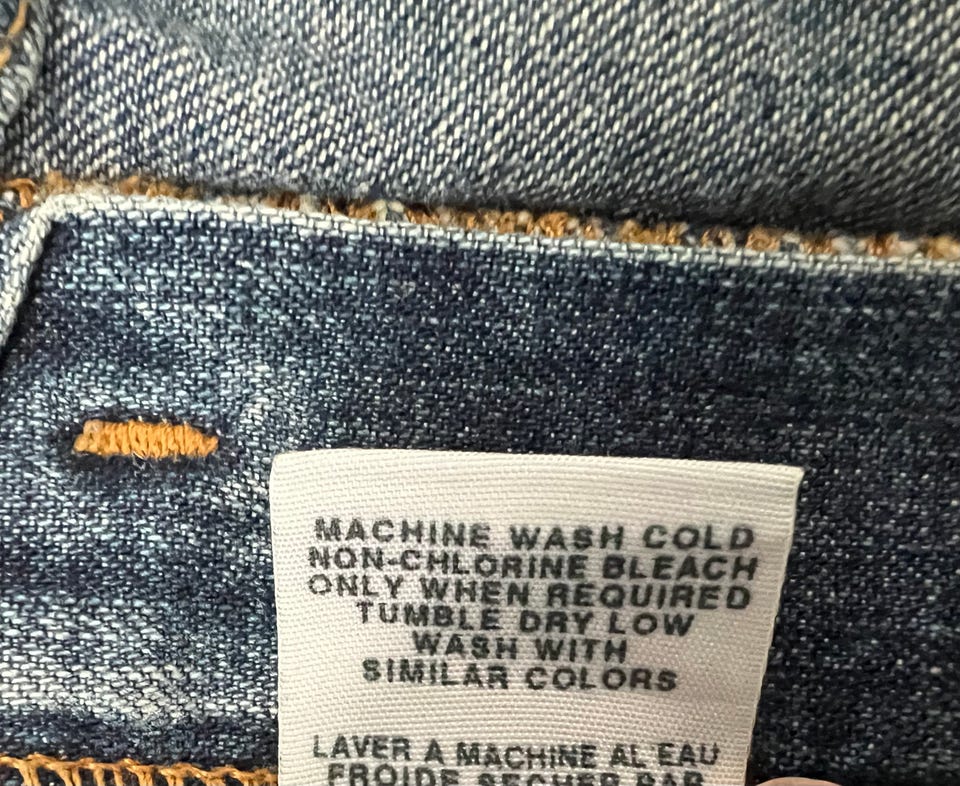 MACHINE WASH COLD
NON-CHLORINE BLEACH
ONLY WHEN REQUIRED
TUMBLE DRY LOW
WASH WITH
SIMILAR COLORS
LAVER A MACHINE AL EAU
FROIDE SECHER PAR